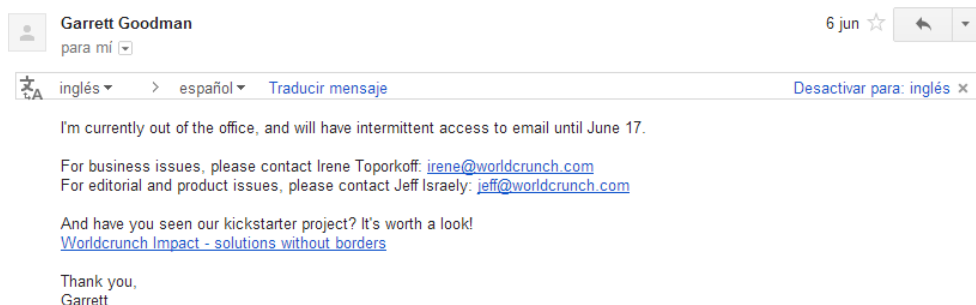 Garrett Goodman
6 jun
para mí
inglés > español Traducir mensaje Desactivar para: inglés ×
I'm currently out of the office, and will have intermittent access to email until June 17.
For business issues, please contact Irene Toporkoff: irene@worldcrunch.com
For editorial and product issues, please contact Jeff Israely: jeff@worldcrunch.com
And have you seen our kickstarter project? It's worth a look!
Worldcrunch Impact - solutions without borders
Thank you,
Garrett